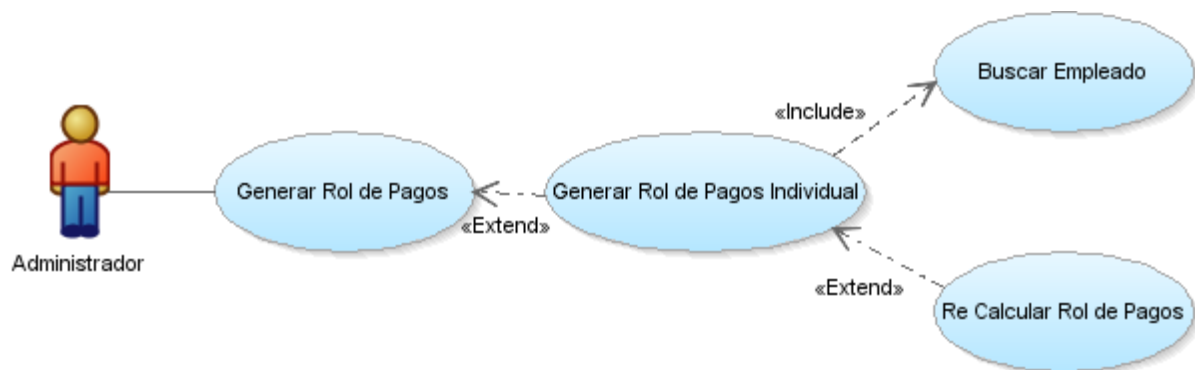 Buscar Empleado
«Include»
Generar Rol de Pagos
Generar Rol de Pagos Individual
«Extend»
Administrador
«Extend»
Re Calcular Rol de Pagos